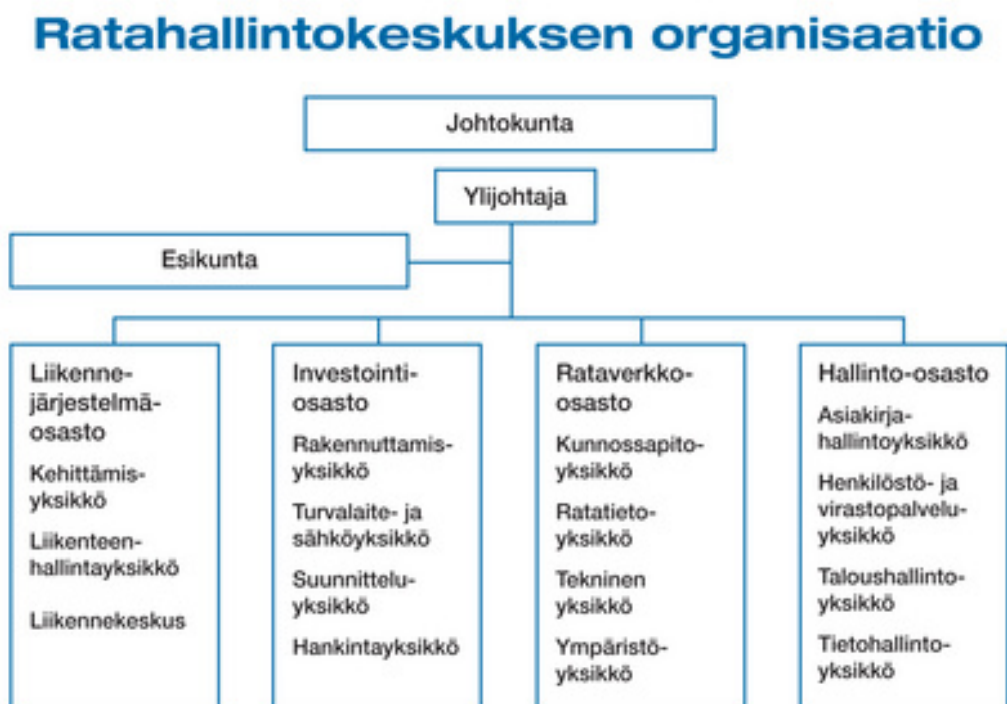 Ratahallintokeskuksen organisaatio
Johtokunta
Ylijohtaja
Esikunta
Liikenne-
järjestelmä-
osasto
Kehittämis-
yksikkö
Liikenteen-
hallintayksikkö
Liikennekeskus
Investointi-
osasto
Rakennuttamis-
yksikkö
Turvalaite- ja
sähköyksikkö
Suunnittelu-
yksikkö
Hankintayksikkö
Rataverkko-
osasto
Kunnossapito-
yksikkö
Ratatieto-
yksikkö
Tekninen
yksikkö
Ympäristö-
yksikkö
Hallinto-osasto
Asiakirja-
hallintoyksikkö
Henkilöstö- ja
virastopalvelu-
yksikkö
Taloushallinto-
yksikkö
Tietohallinto-
yksikkö